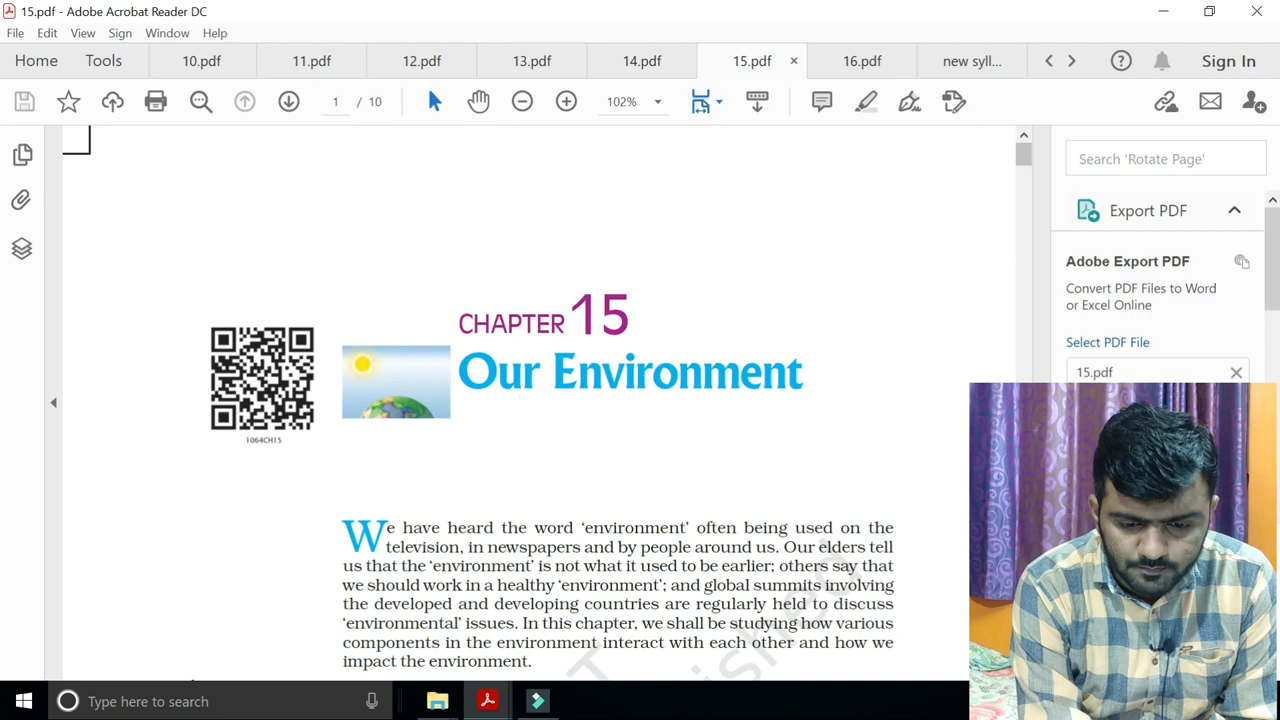 15.pdf - Adobe Acrobat Reader DC
File Edit View Sign Window Help
Home Tools 10.pdf 11.pdf 12.pdf 13.pdf 14.pdf 15.pdf 16.pdf new syll... Sign In
1 / 10 102%
Search 'Rotate Page'
Export PDF
Adobe Export PDF
Convert PDF Files to Word
or Excel Online
Select PDF File
15.pdf
CHAPTER 15
Our Environment
1064CH15
We have heard the word ‘environment’ often being used on the
television, in newspapers and by people around us. Our elders tell
us that the ‘environment’ is not what it used to be earlier; others say that
we should work in a healthy ‘environment’; and global summits involving
the developed and developing countries are regularly held to discuss
‘environmental’ issues. In this chapter, we shall be studying how various
components in the environment interact with each other and how we
impact the environment.
Type here to search